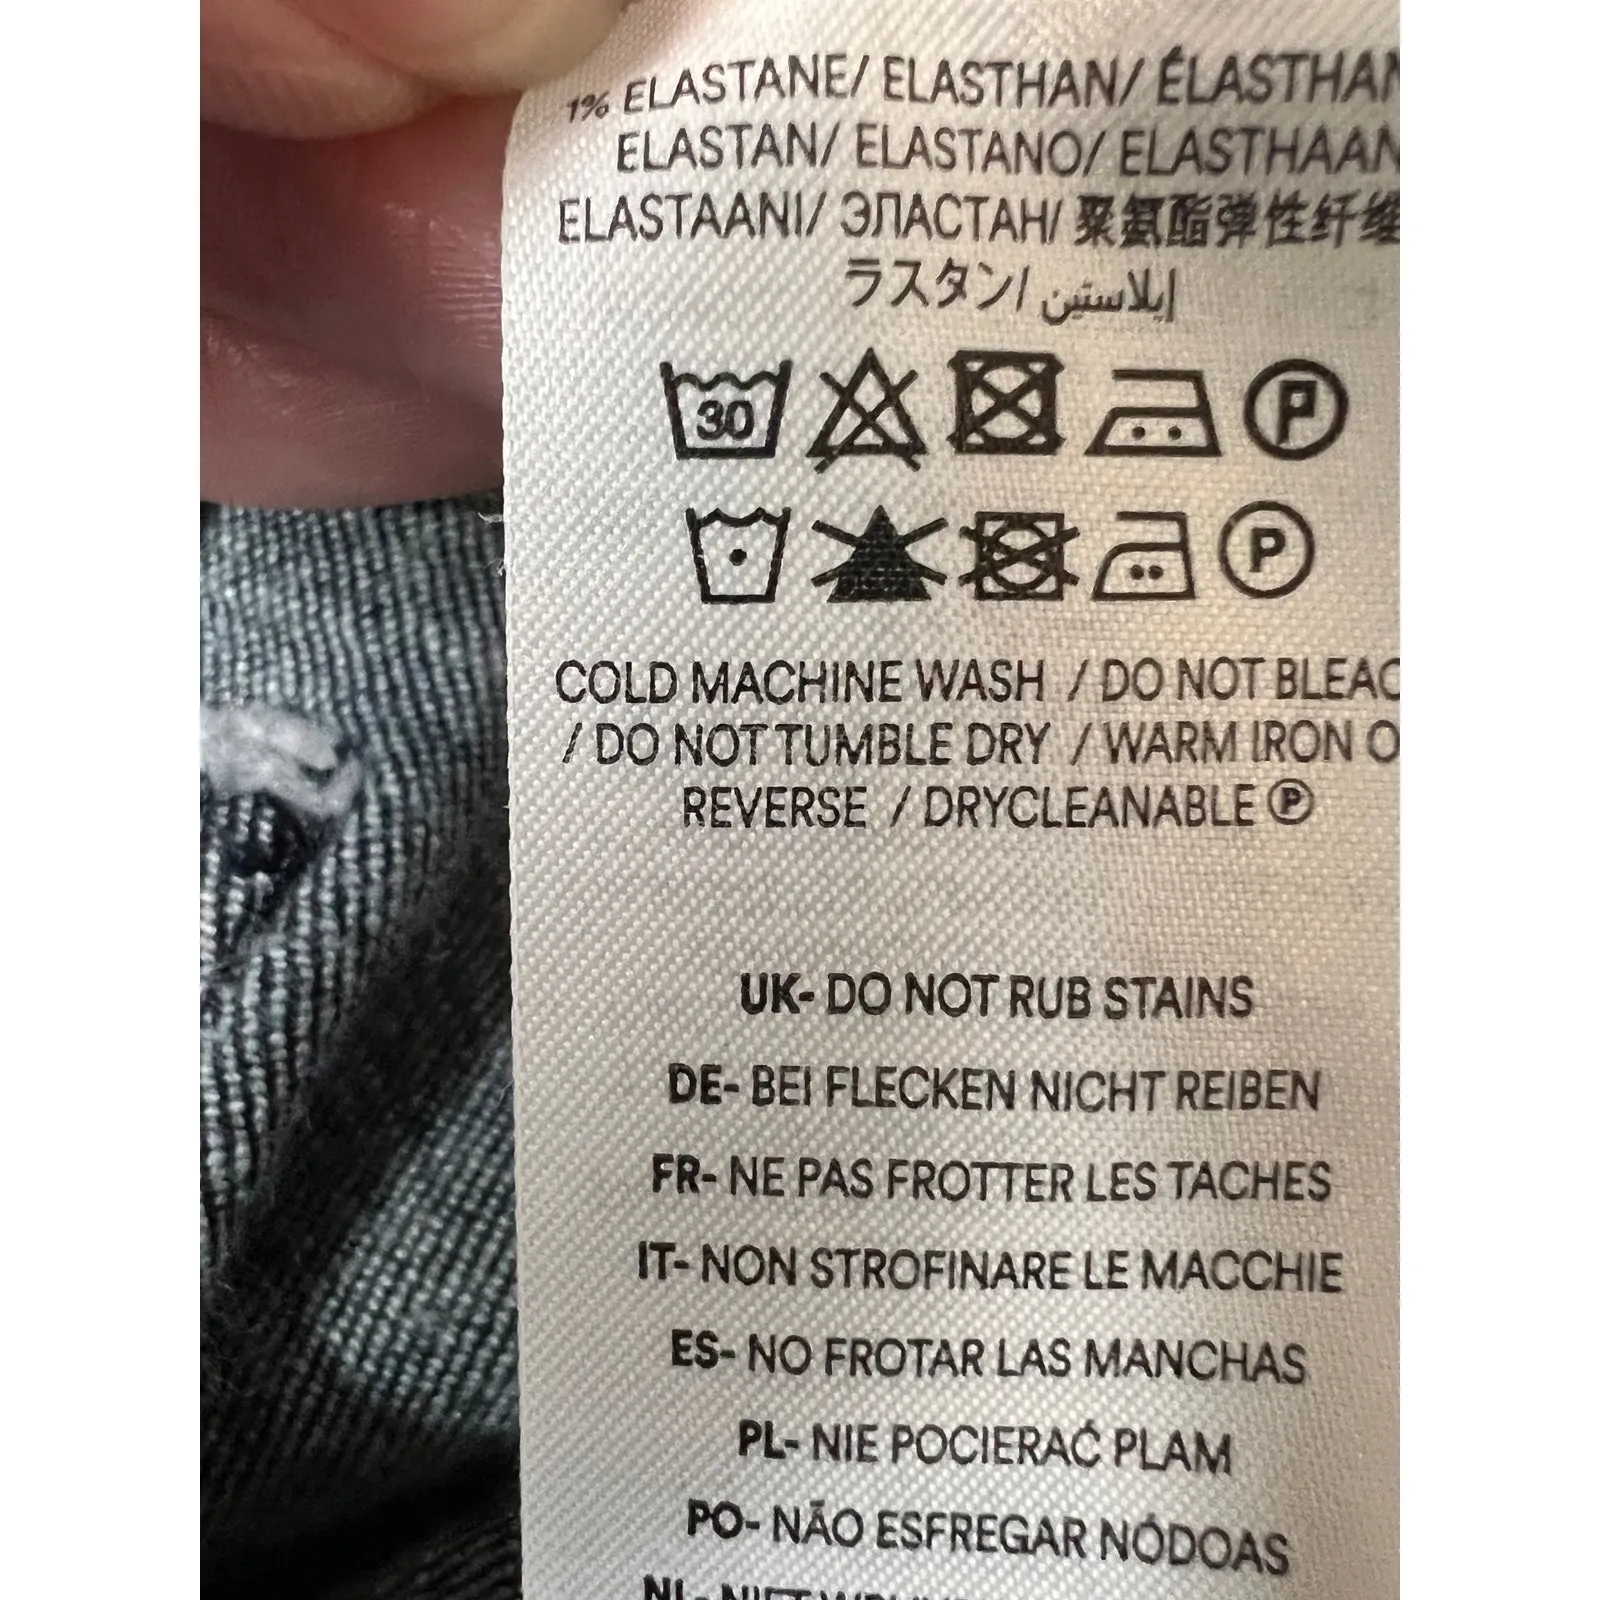 1% ELASTANE/ ELASTHAN/ ÉLASTHAN
ELASTAN/ ELASTANO/ ELASTHAAN
ELASTAANI/ ЭЛАСТАН/ 聚氨酯弹性纤维
ラスタン/ إيلاستين
30 P
P
COLD MACHINE WASH / DO NOT BLEAC
/ DO NOT TUMBLE DRY / WARM IRON O
REVERSE / DRYCLEANABLE Ⓟ
UK- DO NOT RUB STAINS
DE- BEI FLECKEN NICHT REIBEN
FR- NE PAS FROTTER LES TACHES
IT- NON STROFINARE LE MACCHIE
ES- NO FROTAR LAS MANCHAS
PL- NIE POCIERAĆ PLAM
PO- NÃO ESFREGAR NÓDOAS
NL- NIET